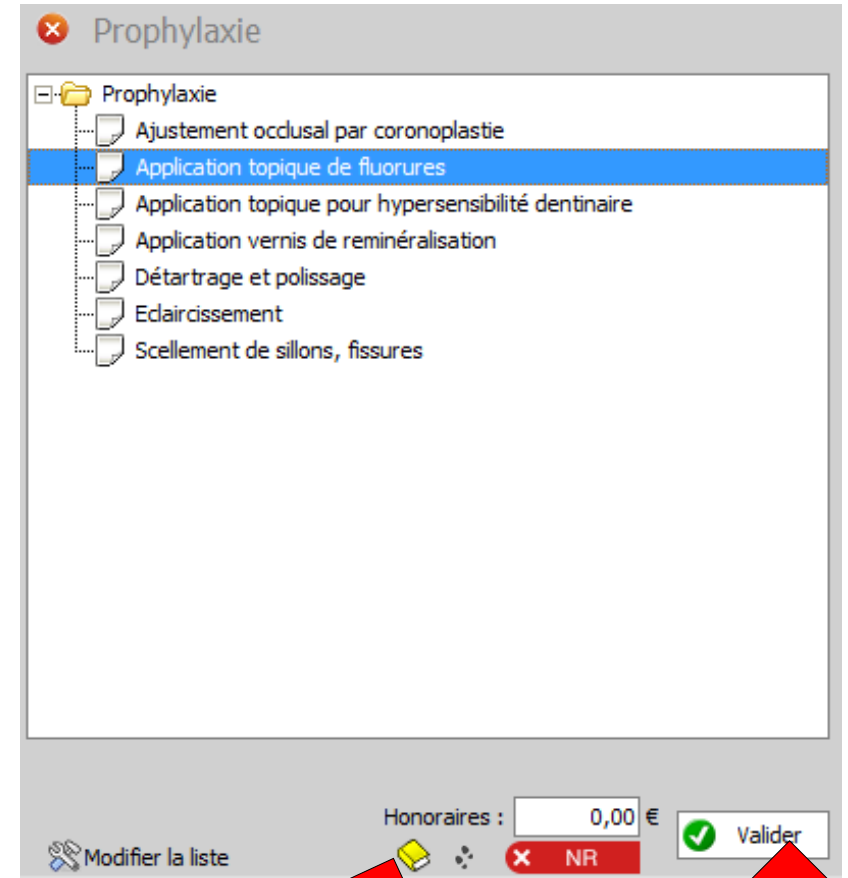 Prophylaxie
Prophylaxie
Ajustement occlusal par coronoplastie
Application topique de fluorures
Application topique pour hypersensibilité dentinaire
Application vernis de reminéralisation
Détartrage et polissage
Eclaircissement
Scellement de sillons, fissures
Honoraires : 0,00 €
Valider
Modifier la liste
NR